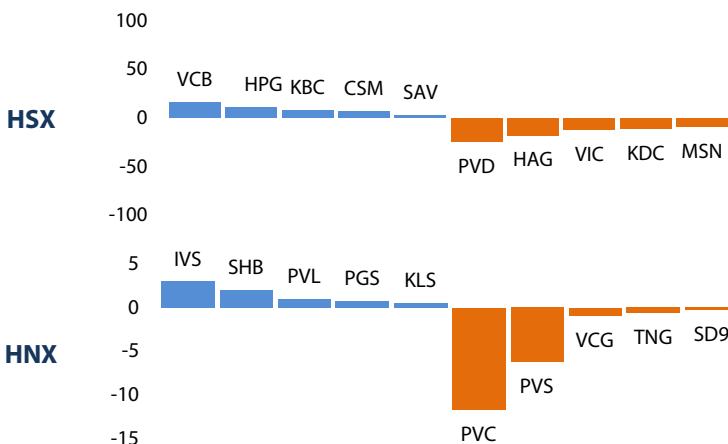 100
50
VCB HPG KBC CSM SAV
HSX 0
-50
PVD HAG VIC KDC MSN
-100
5
IVS SHB PVL PGS KLS
0
VCG TNG SD9
HNX -5
PVS
-10
PVC
-15